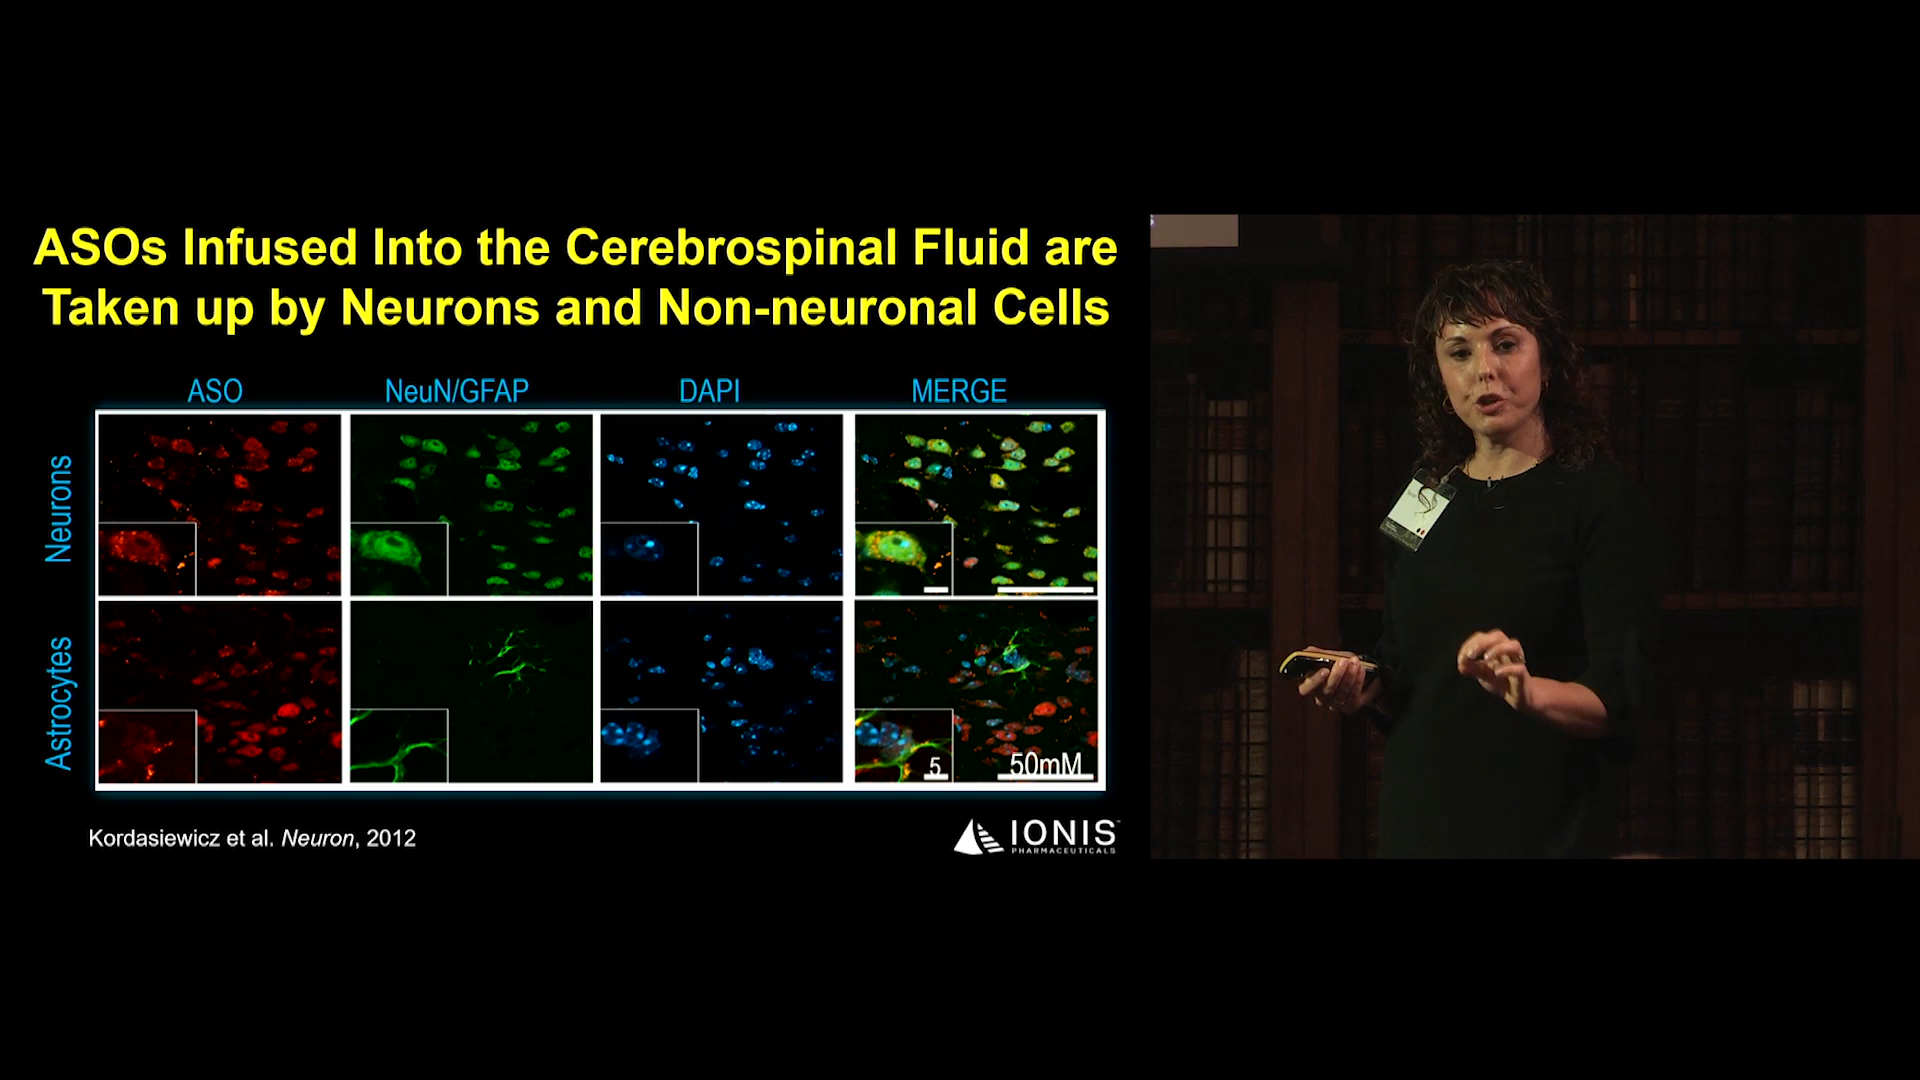 ASOs Infused Into the Cerebrospinal Fluid are
Taken up by Neurons and Non-neuronal Cells
ASO NeuN/GFAP DAPI MERGE
Neurons
Astrocytes
5 50mM
Kordasiewicz et al. Neuron, 2012
IONIS™
PHARMACEUTICALS